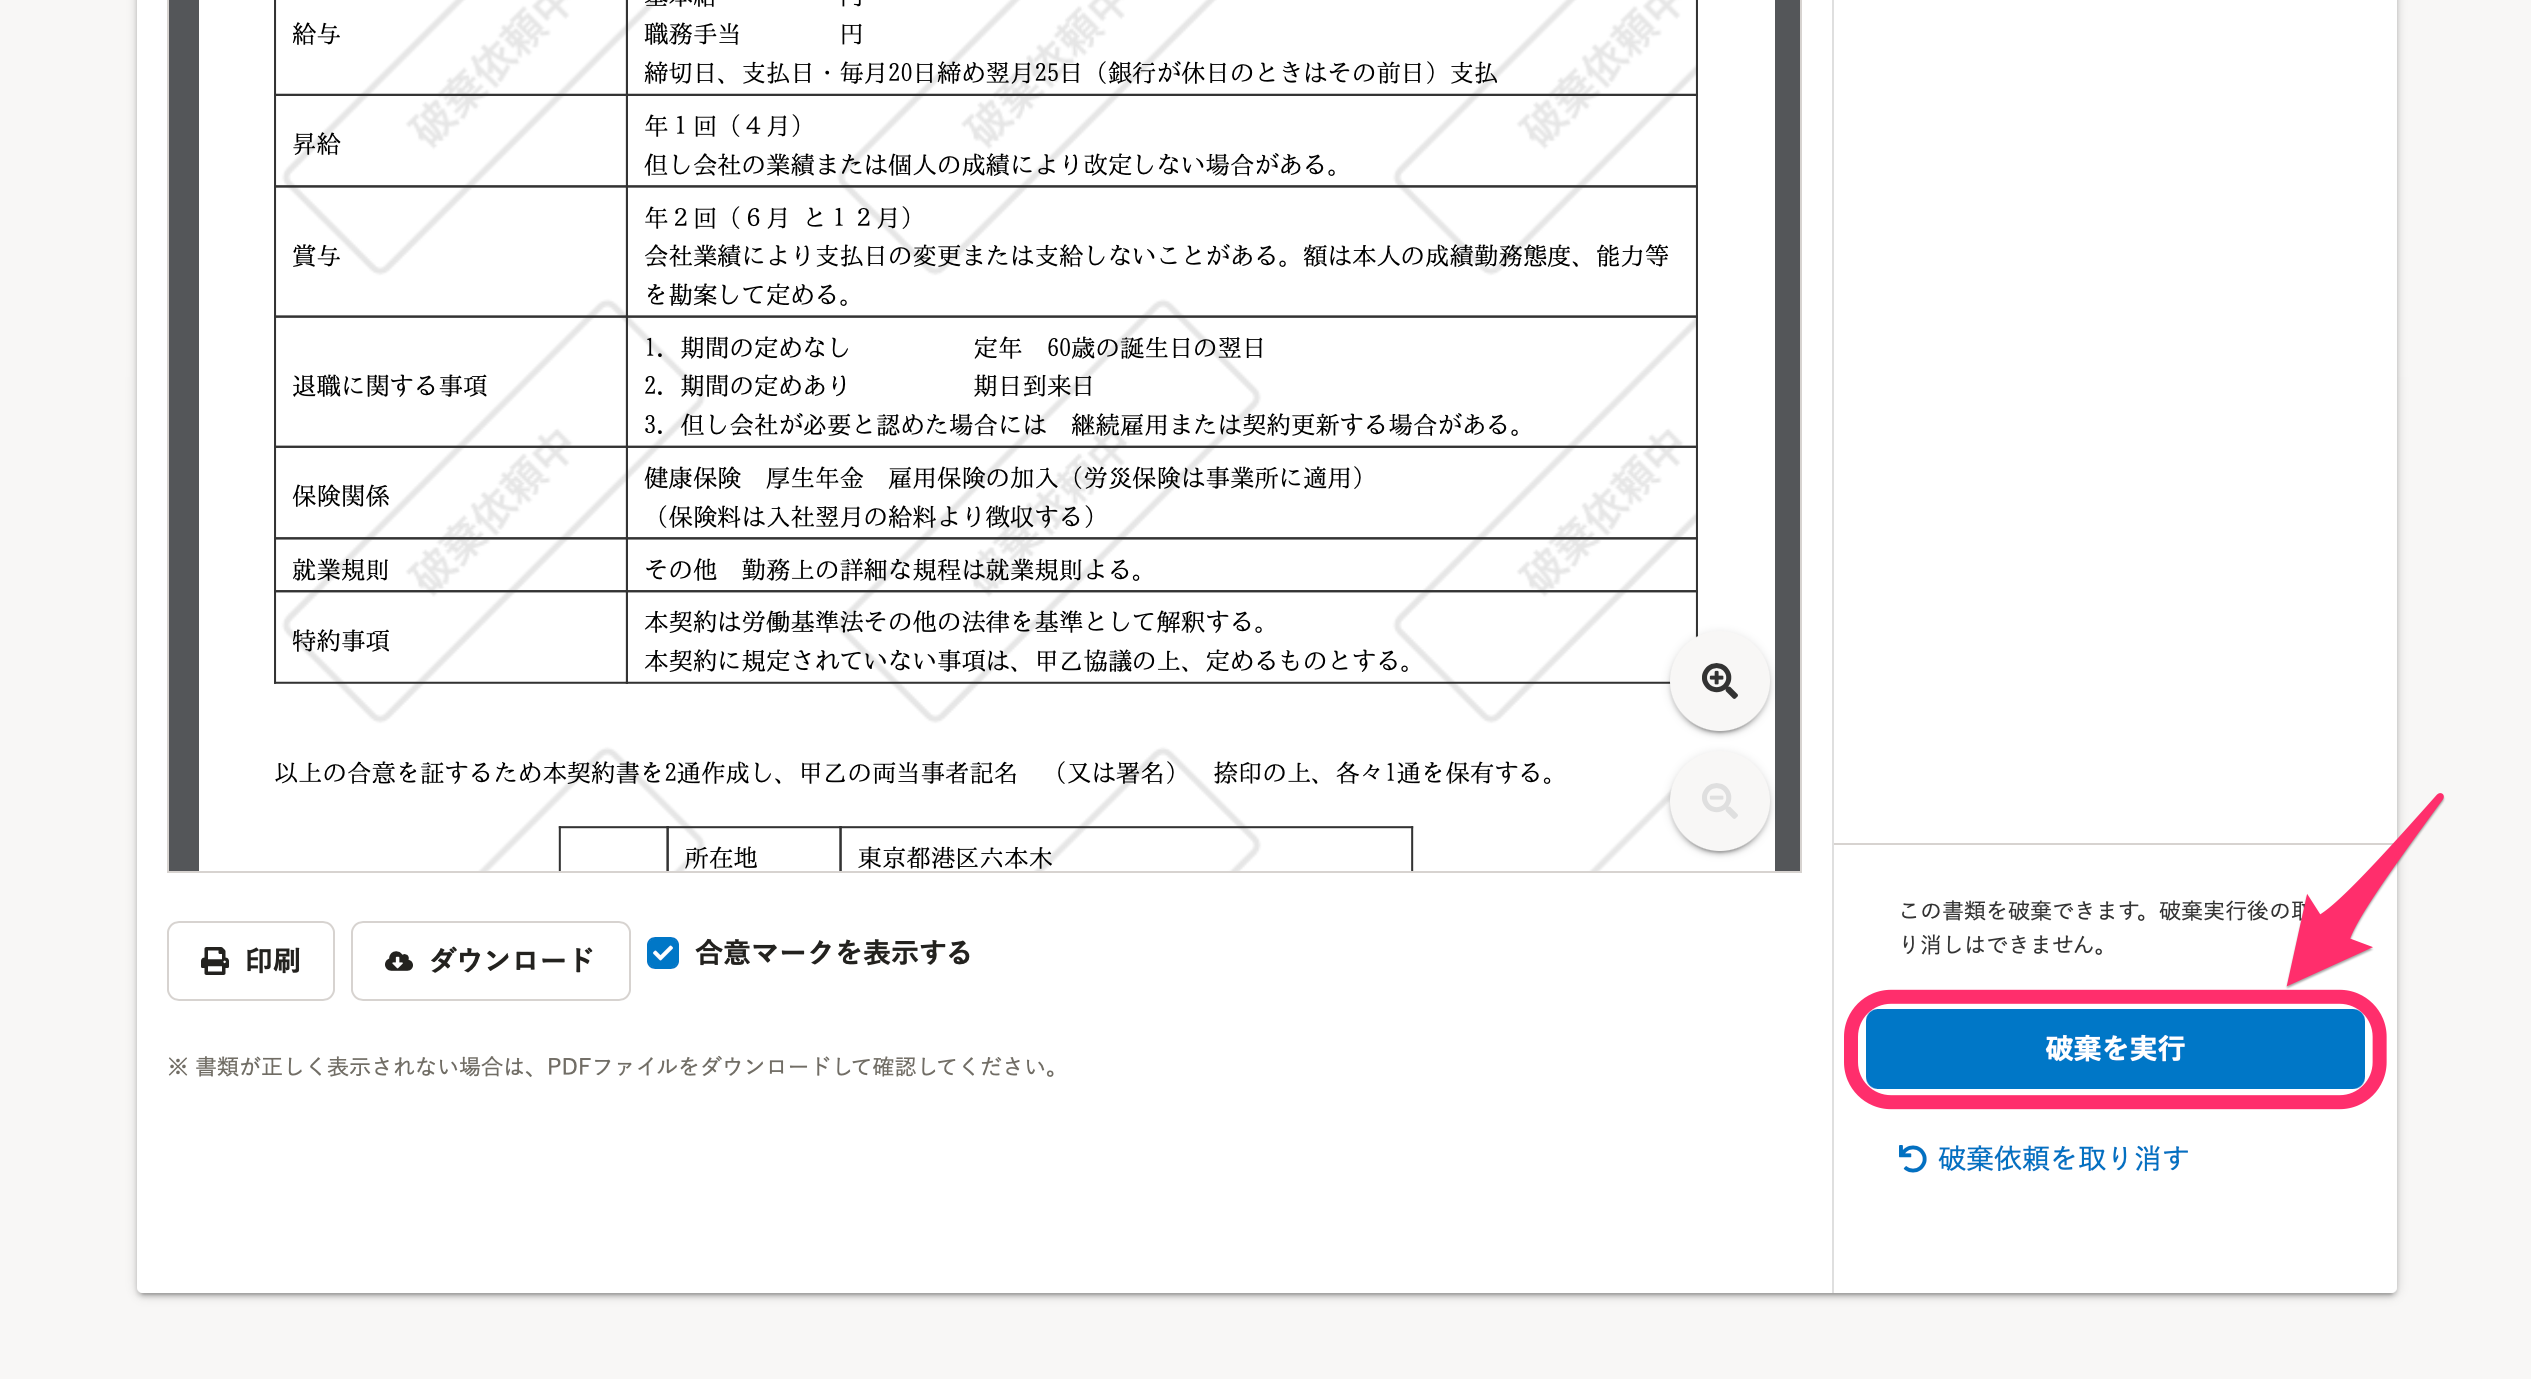 給与
職務手当　円
締切日、支払日・毎月20日締め翌月25日（銀行が休日のときはその前日）支払
昇給
年１回（４月）
但し会社の業績または個人の成績により改定しない場合がある。
賞与
年２回（６月 と１２月）
会社業績により支払日の変更または支給しないことがある。額は本人の成績勤務態度、能力等
を勘案して定める。
退職に関する事項
1. 期間の定めなし　定年　60歳の誕生日の翌日
2. 期間の定めあり　期日到来日
3. 但し会社が必要と認めた場合には　継続雇用または契約更新する場合がある。
保険関係
健康保険　厚生年金　雇用保険の加入（労災保険は事業所に適用）
（保険料は入社翌月の給料より徴収する）
就業規則
その他　勤務上の詳細な規程は就業規則よる。
特約事項
本契約は労働基準法その他の法律を基準として解釈する。
本契約に規定されていない事項は、甲乙協議の上、定めるものとする。
以上の合意を証するため本契約書を2通作成し、甲乙の両当事者記名　（又は署名）　捺印の上、各々1通を保有する。
所在地
東京都港区六本木
破棄依頼中
破棄依頼中
破棄依頼中
破棄依頼中
破棄依頼中
破棄依頼中
印刷
ダウンロード
合意マークを表示する
※ 書類が正しく表示されない場合は、PDFファイルをダウンロードして確認してください。
この書類を破棄できます。破棄実行後の取
り消しはできません。
破棄を実行
破棄依頼を取り消す